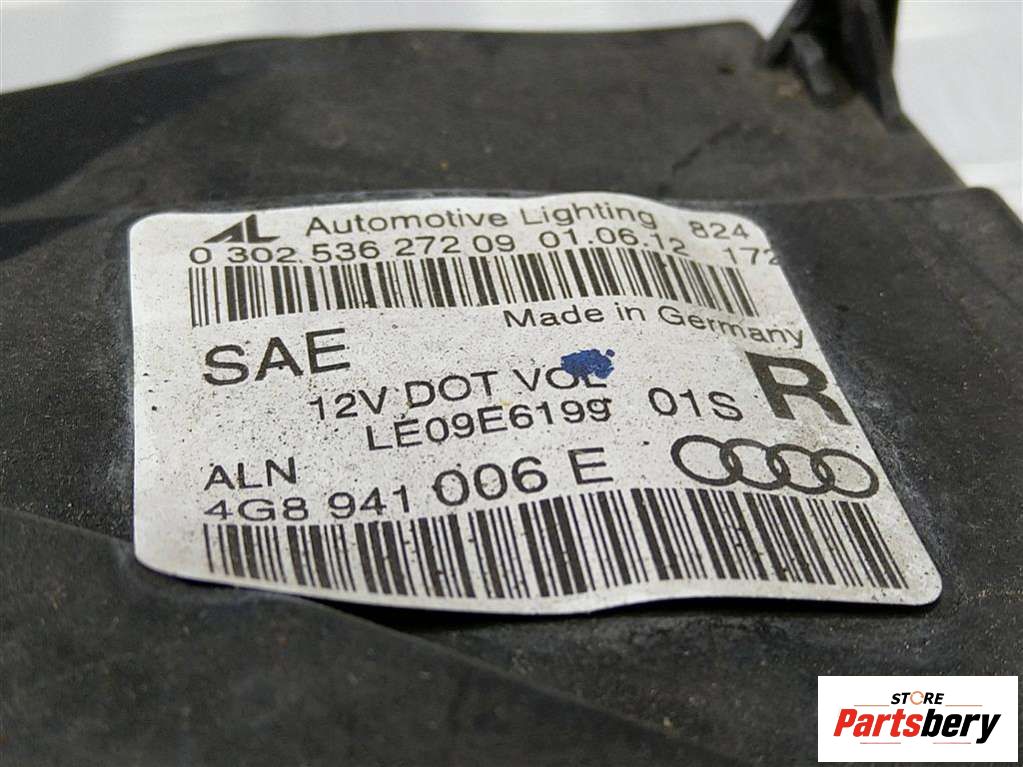 AL Automotive Lighting 824
0 302 536 272 09 01.06.12 172
Made in Germany
SAE
12V DOT VOL R
LE09E6199 01S
ALN
4G8 941 006 E
STORE
Partsbery